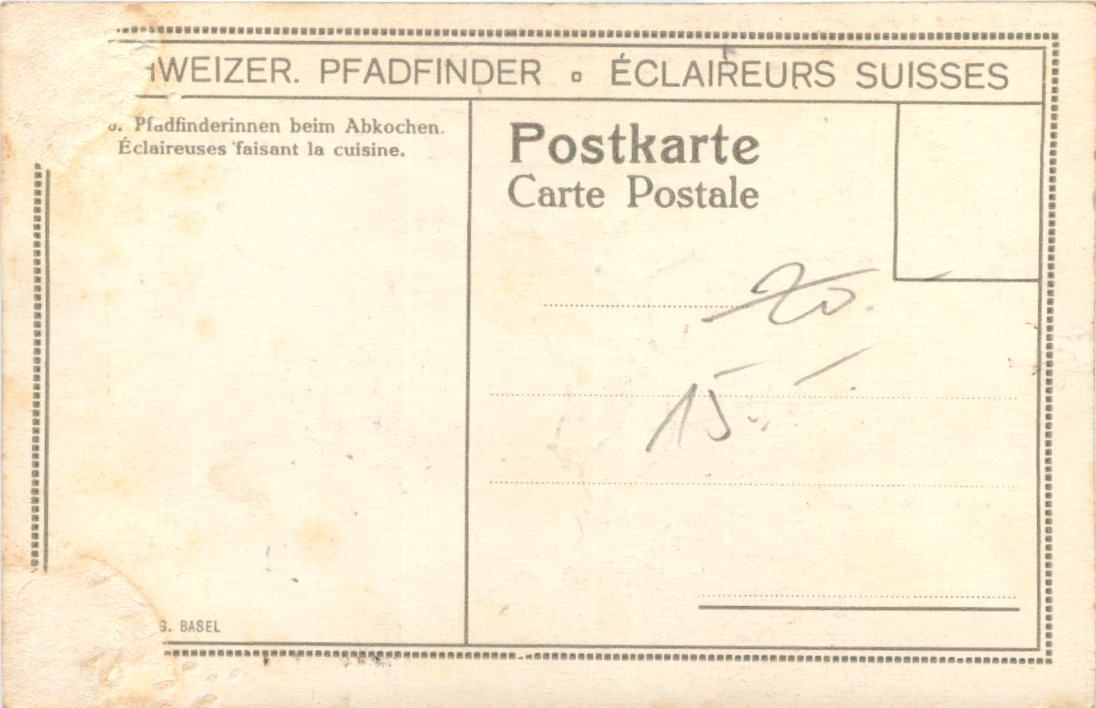 HWEIZER. PFADFINDER ▫ ÉCLAIREURS SUISSES
Pfadfinderinnen beim Abkochen.
Éclaireuses faisant la cuisine.
Postkarte
Carte Postale
20.
15.-
G. BASEL